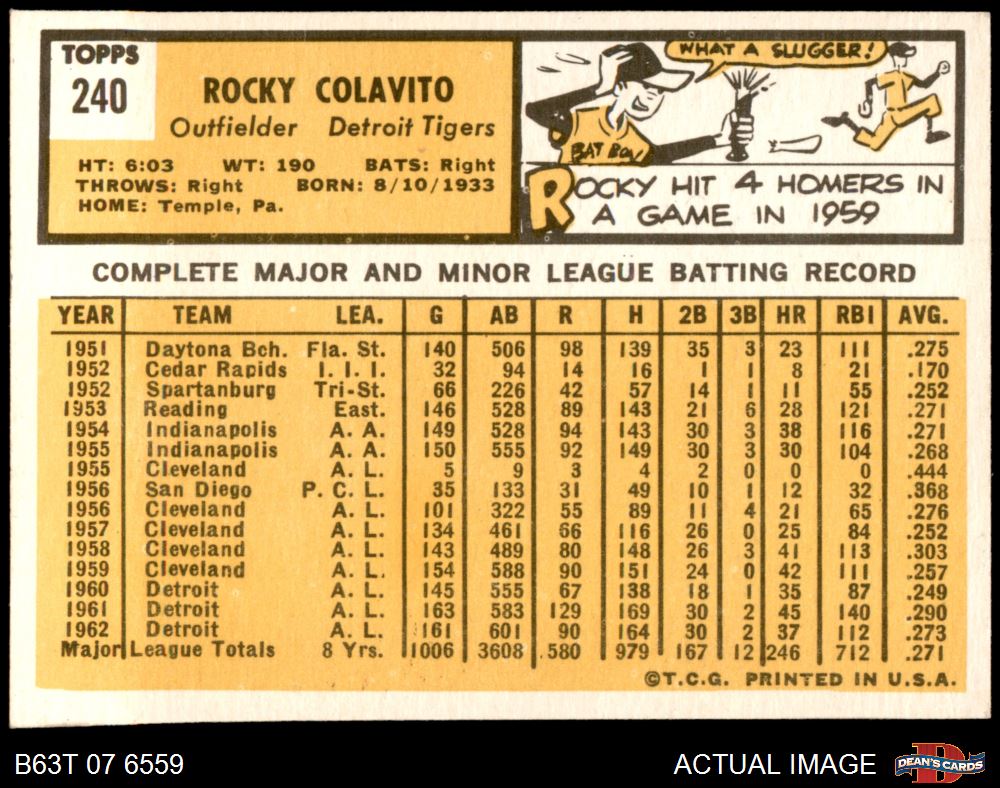 TOPPS
240
ROCKY COLAVITO
Outfielder Detroit Tigers
HT: 6:03 WT: 190 BATS: Right
THROWS: Right BORN: 8/10/1933
HOME: Temple, Pa.
WHAT A SLUGGER!
BAT BOY
ROCKY HIT 4 HOMERS IN
A GAME IN 1959
COMPLETE MAJOR AND MINOR LEAGUE BATTING RECORD
YEAR TEAM LEA. G AB R H 2B 3B HR RBI AVG.
1951 Daytona Bch. Fla. St. 140 506 98 139 35 3 23 111 .275
1952 Cedar Rapids I. I. I. 32 94 14 16 1 1 8 21 .170
1952 Spartanburg Tri-St. 66 226 42 57 14 1 11 55 .252
1953 Reading East. 146 528 89 143 21 6 28 121 .271
1954 Indianapolis A. A. 149 528 94 143 30 3 38 116 .271
1955 Indianapolis A. A. 150 555 92 149 30 3 30 104 .268
1955 Cleveland A. L. 5 9 3 4 2 0 0 0 .444
1956 San Diego P. C. L. 35 133 31 49 10 1 12 32 .368
1956 Cleveland A. L. 101 322 55 89 11 4 21 65 .276
1957 Cleveland A. L. 134 461 66 116 26 0 25 84 .252
1958 Cleveland A. L. 143 489 80 148 26 3 41 113 .303
1959 Cleveland A. L. 154 588 90 151 24 0 42 111 .257
1960 Detroit A. L. 145 555 67 138 18 1 35 87 .249
1961 Detroit A. L. 163 583 129 169 30 2 45 140 .290
1962 Detroit A. L. 161 601 90 164 30 2 37 112 .273
Major League Totals 8 Yrs. 1006 3608 580 979 167 12 246 712 .271
©T.C.G. PRINTED IN U.S.A.
B63T 07 6559 ACTUAL IMAGE DEAN'S CARDS